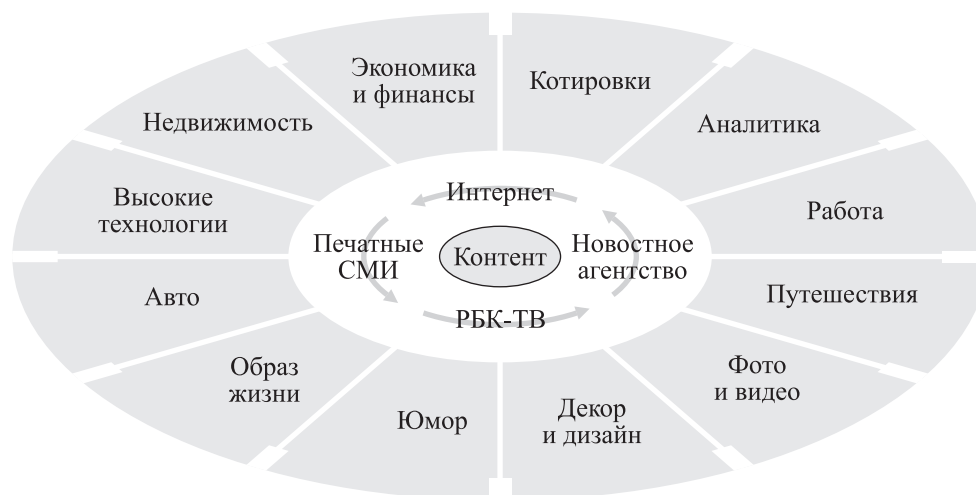 Экономика
и финансы
Котировки
Аналитика
Работа
Путешествия
Фото
и видео
Декор
и дизайн
Юмор
Образ
жизни
Авто
Высокие
технологии
Недвижимость
Интернет
Печатные
СМИ
Контент
Новостное
агентство
РБК-ТВ